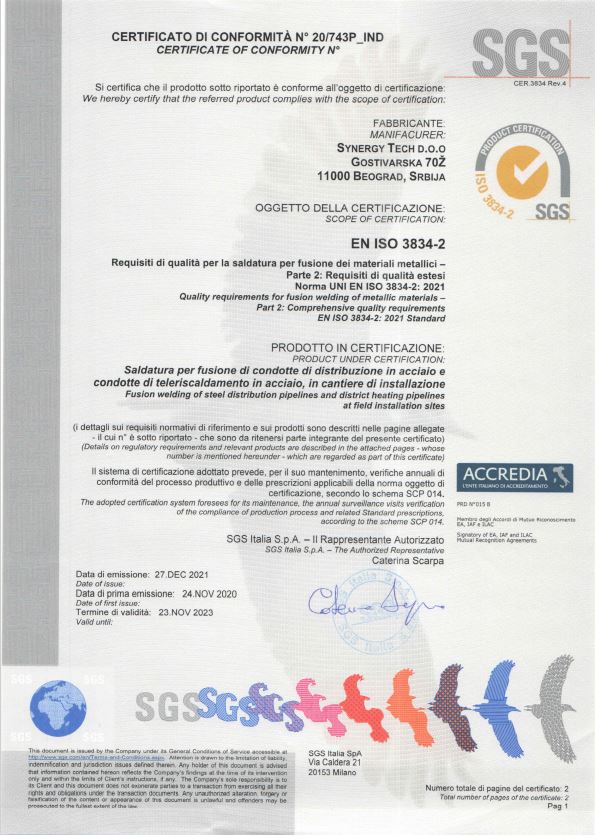 CERTIFICATO DI CONFORMITÀ N° 20/743P_IND
CERTIFICATE OF CONFORMITY N°
SGS
CER.3834 Rev.4
Si certifica che il prodotto sotto riportato è conforme all'oggetto di certificazione:
We hereby certify that the referred product complies with the scope of certification:
FABBRICANTE:
MANIFACURER:
SYNERGY TECH D.O.O
GOSTIVARSKA 70Ž
11000 BEOGRAD, SRBIJA
PRODUCT CERTIFICATION
ISO 3834-2
SGS
OGGETTO DELLA CERTIFICAZIONE:
SCOPE OF CERTIFICATION:
EN ISO 3834-2
Requisiti di qualità per la saldatura per fusione dei materiali metallici –
Parte 2: Requisiti di qualità estesi
Norma UNI EN ISO 3834-2: 2021
Quality requirements for fusion welding of metallic materials –
Part 2: Comprehensive quality requirements
EN ISO 3834-2: 2021 Standard
PRODOTTO IN CERTIFICAZIONE:
PRODUCT UNDER CERTIFICATION:
Saldatura per fusione di condotte di distribuzione in acciaio e
condotte di teleriscaldamento in acciaio, in cantiere di installazione
Fusion welding of steel distribution pipelines and district heating pipelines
at field installation sites
(i dettagli sui requisiti normativi di riferimento e sui prodotti sono descritti nelle pagine allegate
- il cui n° è sotto riportato - che sono da ritenersi parte integrante del presente certificato)
(Details on regulatory requirements and relevant products are described in the attached pages - whose
number is mentioned hereunder - which are regarded as part of this certificate)
Il sistema di certificazione adottato prevede, per il suo mantenimento, verifiche annuali di
conformità del processo produttivo e delle prescrizioni applicabili della norma oggetto di
certificazione, secondo lo schema SCP 014.
The adopted certification system foresees for its maintenance, the annual surveillance visits verification
of the compliance of production process and related Standard prescriptions,
according to the scheme SCP 014.
ACCREDIA
L'ENTE ITALIANO DI ACCREDITAMENTO
PRD N°015 B
Membro degli Accordi di Mutuo Riconoscimento
EA, IAF e ILAC
Signatory of EA, IAF and ILAC
Mutual Recognition Agreements
SGS Italia S.p.A. – Il Rappresentante Autorizzato
SGS Italia S.p.A. – The Authorized Representative
Caterina Scarpa
Data di emissione: 27.DEC 2021
Date of issue:
Data di prima emissione: 24.NOV 2020
Date of first issue:
Termine di validità: 23.NOV 2023
Valid until:
SGS Italia S.p.A.
SGS Italia
SGS SGS
SGS SGS
SGS SGS SGS SGS
This document is issued by the Company under its General Conditions of Service accessible at
http://www.sgs.com/en/Terms-and-Conditions.aspx. Attention is drawn to the limitation of liability,
indemnification and jurisdiction issues defined therein. Any holder of this document is advised
that information contained hereon reflects the Company's findings at the time of its intervention
only and within the limits of Client's instructions, if any. The Company's sole responsibility is to
its Client and this document does not exonerate parties to a transaction from exercising all their
rights and obligations under the transaction documents. Any unauthorized alteration, forgery or
falsification of the content or appearance of this document is unlawful and offenders may be
prosecuted to the fullest extent of the law.
SGS Italia SpA
Via Caldera 21
20153 Milano
Numero totale di pagine del certificato: 2
Total number of pages of the certificate: 2
Pag 1